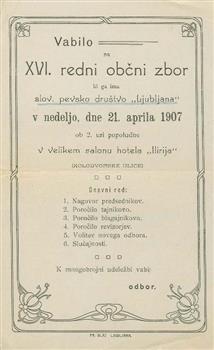 Vabilo
na
XVI. redni občni zbor
ki ga ima
slov. pevsko društvo „Ljubljana“
v nedeljo, dne 21. aprila 1907
ob 2. uri popoludne
v velikem salonu hotela „Ilirija“
(KOLODVORSKE ULICE)
Dnevni red:
1. Nagovor predsednikov.
2. Poročilo tajnikovo.
3. Poročilo blagajnikovo.
4. Poročilo revizorjev.
5. Volitev novega odbora.
6. Slučajnosti.
K mnogobrojni udeležbi vabi:
odbor.
LJUBLJANA